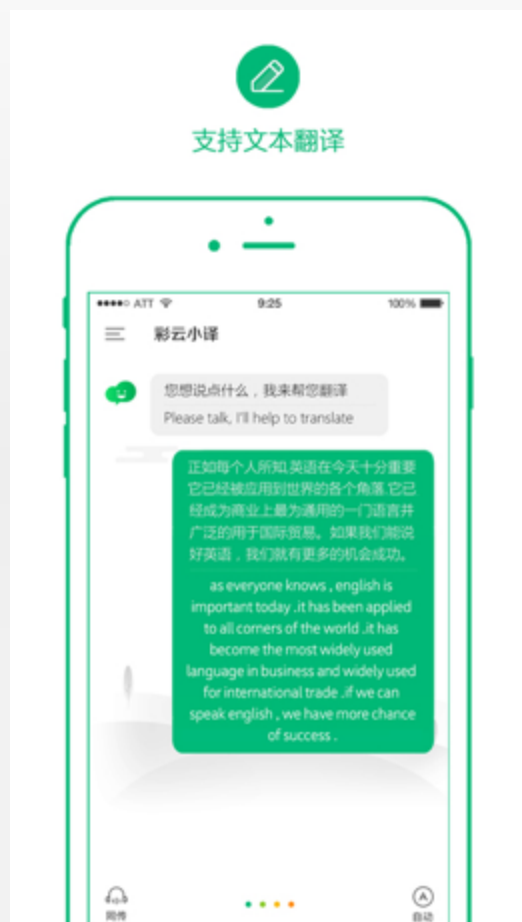 支持文本翻译
ATT 9:25 100%
彩云小译
您想说点什么，我来帮您翻译
Please talk, I'll help to translate
正如每个人所知,英语在今天十分重要
它已经被应用到世界的各个角落.它已
经成为商业上最为通用的一门语言并
广泛的用于国际贸易。如果我们能说
好英语，我们就有更多的机会成功。
as everyone knows , english is
important today .it has been applied
to all corners of the world .it has
become the most widely used
language in business and widely used
for international trade .if we can
speak english , we have more chance
of success .
同传
A
自动